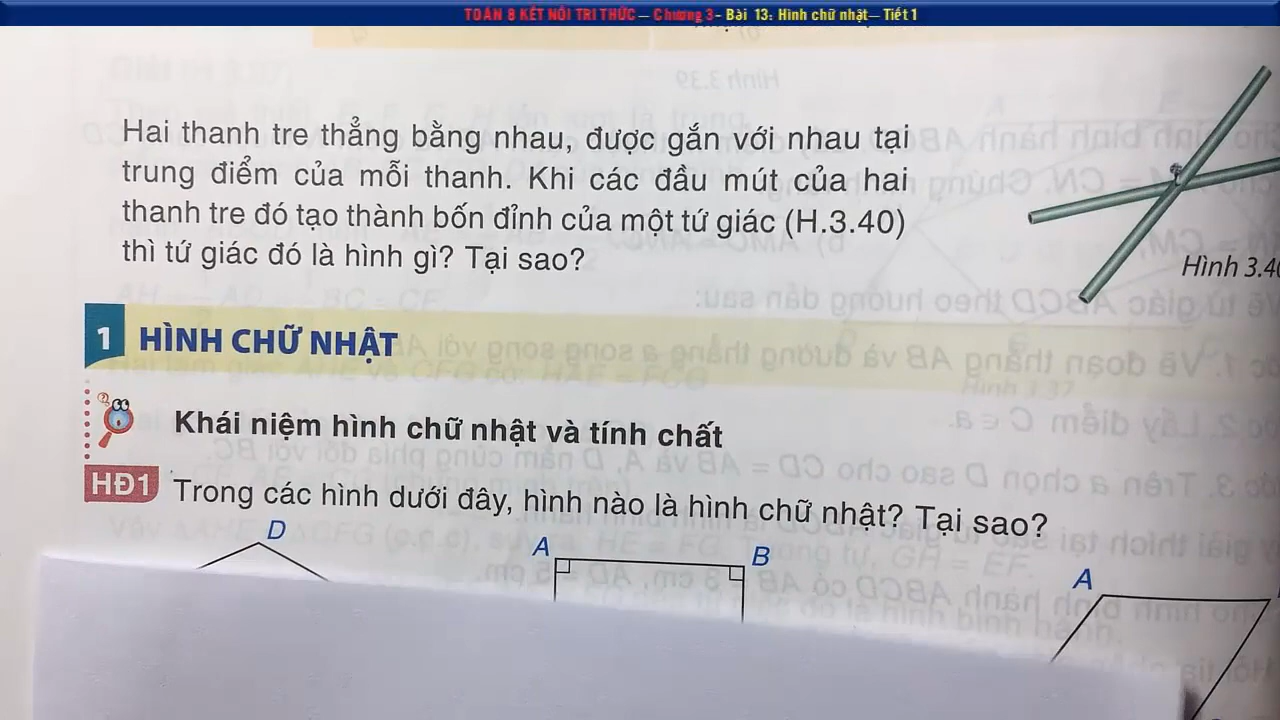 TOÁN 8 KẾT NỐI TRI THỨC – Chương 3 - Bài 13: Hình chữ nhật – Tiết 1
Hai thanh tre thẳng bằng nhau, được gắn với nhau tại
trung điểm của mỗi thanh. Khi các đầu mút của hai
thanh tre đó tạo thành bốn đỉnh của một tứ giác (H.3.40)
thì tứ giác đó là hình gì? Tại sao?
Hình 3.40
1 HÌNH CHỮ NHẬT
Khái niệm hình chữ nhật và tính chất
HĐ1 Trong các hình dưới đây, hình nào là hình chữ nhật? Tại sao?
D
A B
A